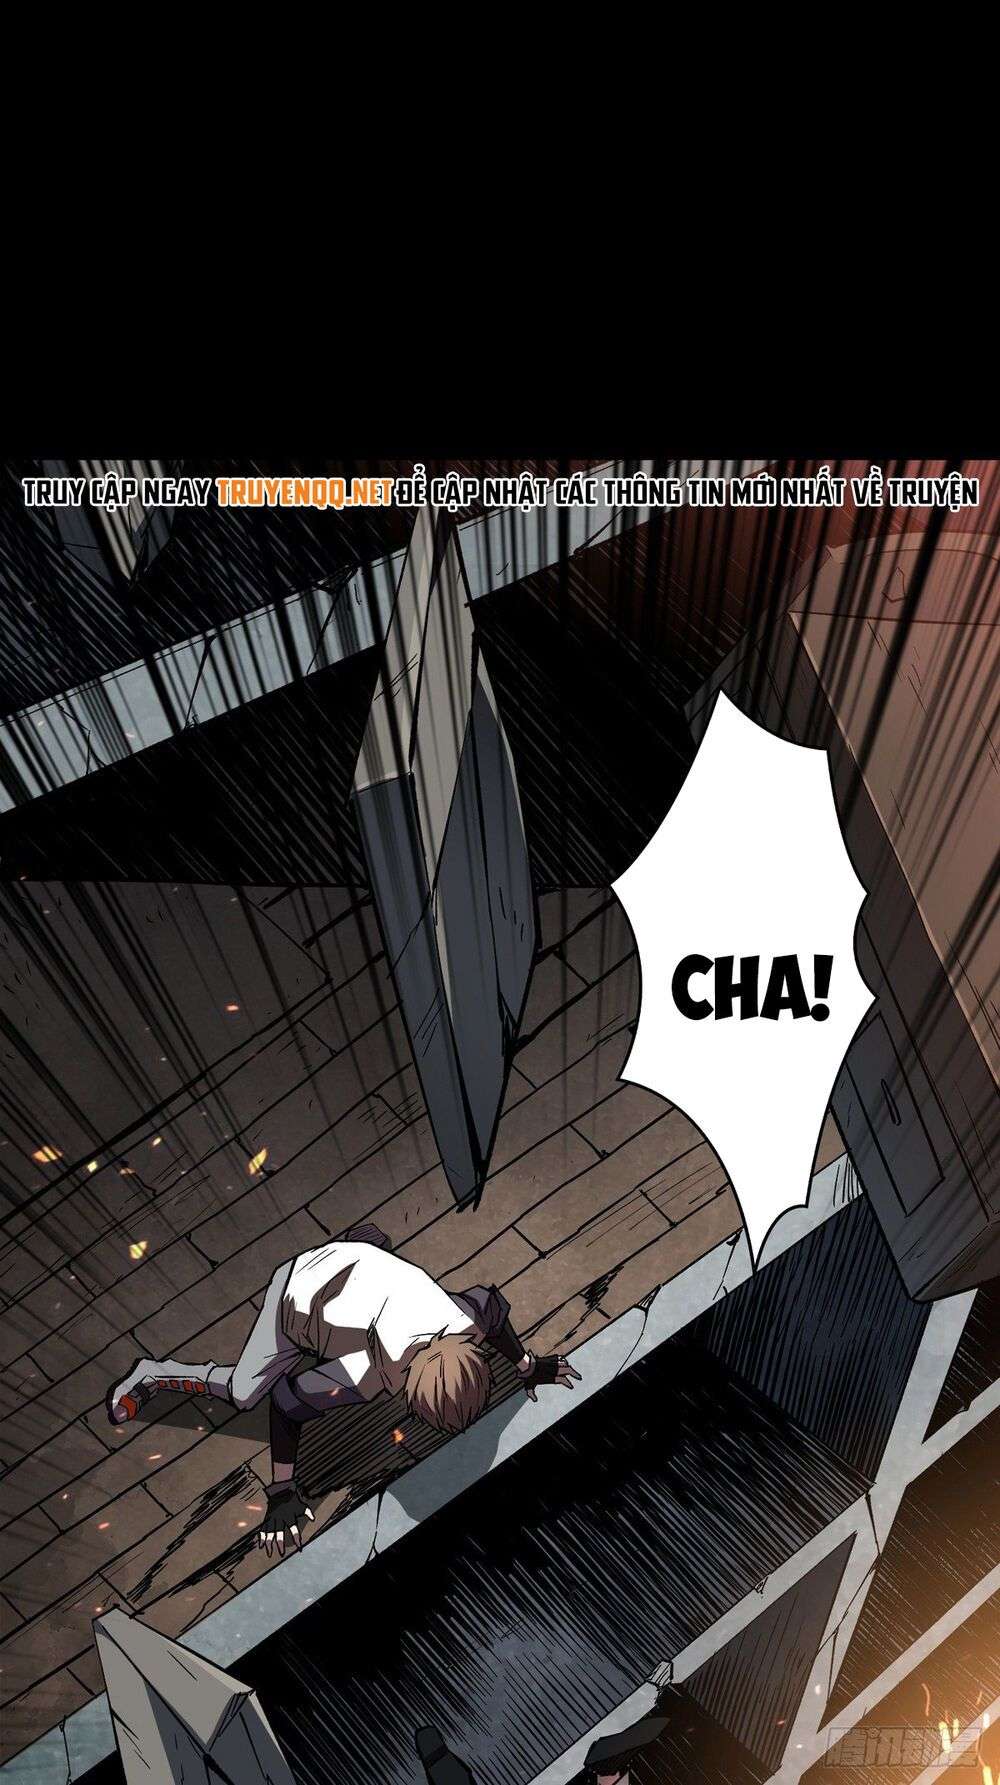 TRUY CẬP NGAY TRUYENQQ.NET ĐỂ CẬP NHẬT CÁC THÔNG TIN MỚI NHẤT VỀ TRUYỆN
CHA!